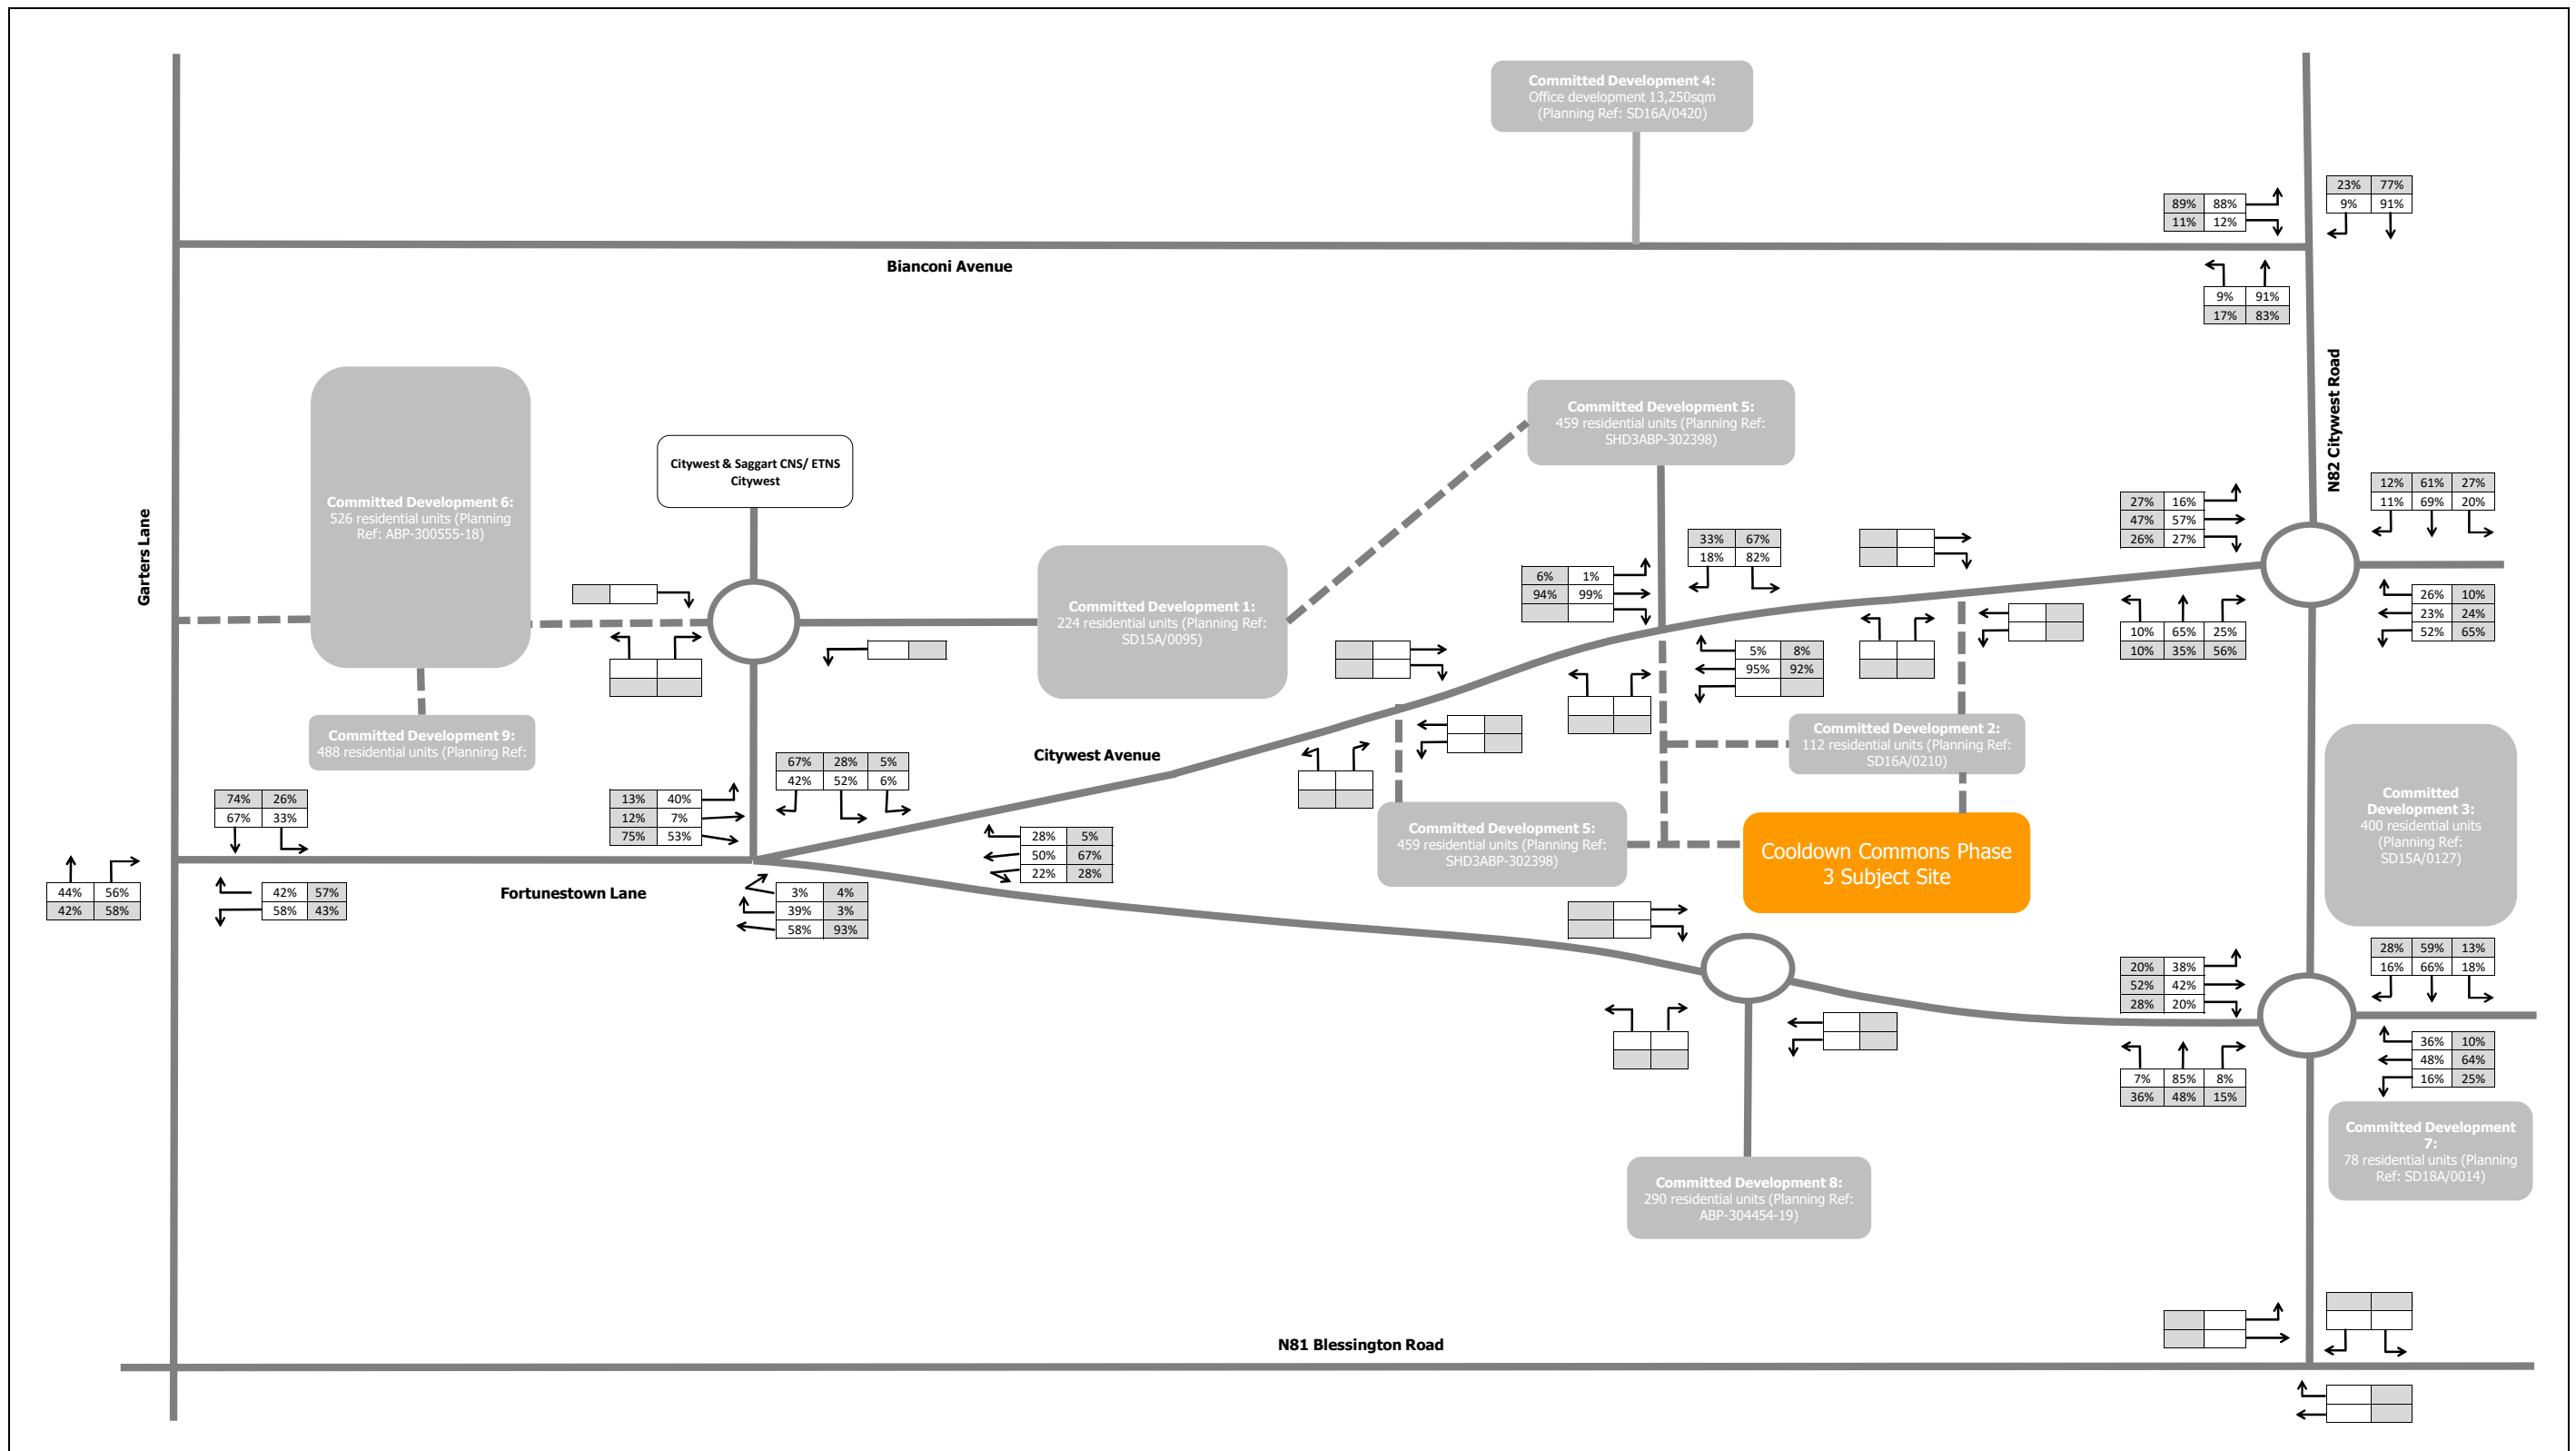 Committed Development 4:
Office development 13,250sqm
(Planning Ref: SD16A/0420)
23% 77%
9% 91%
89% 88%
11% 12%
Bianconi Avenue
9% 91%
17% 83%
N82 Citywest Road
Committed Development 5:
459 residential units (Planning Ref:
SHD3ABP-302398)
Citywest & Saggart CNS/ ETNS
Citywest
Committed Development 6:
526 residential units (Planning
Ref: ABP-300555-18)
Garters Lane
12% 61% 27%
11% 69% 20%
27% 16%
47% 57%
26% 27%
33% 67%
18% 82%
6% 1%
94% 99%
Committed Development 1:
224 residential units (Planning Ref:
SD15A/0095)
26% 10%
23% 24%
52% 65%
10% 65% 25%
10% 35% 56%
5% 8%
95% 92%
Committed Development 9:
488 residential units (Planning Ref:
Citywest Avenue
Committed Development 2:
112 residential units (Planning Ref:
SD16A/0210)
67% 28% 5%
42% 52% 6%
74% 26%
67% 33%
13% 40%
12% 7%
75% 53%
Committed
Development 3:
400 residential units
(Planning Ref:
SD15A/0127)
Committed Development 5:
459 residential units (Planning Ref:
SHD3ABP-302398)
Cooldown Commons Phase
3 Subject Site
28% 5%
50% 67%
22% 28%
44% 56%
42% 58%
42% 57%
58% 43%
Fortunestown Lane
3% 4%
39% 3%
58% 93%
28% 59% 13%
16% 66% 18%
20% 38%
52% 42%
28% 20%
36% 10%
48% 64%
16% 25%
7% 85% 8%
36% 48% 15%
Committed Development
7:
78 residential units (Planning
Ref: SD18A/0014)
Committed Development 8:
290 residential units (Planning Ref:
ABP-304454-19)
N81 Blessington Road